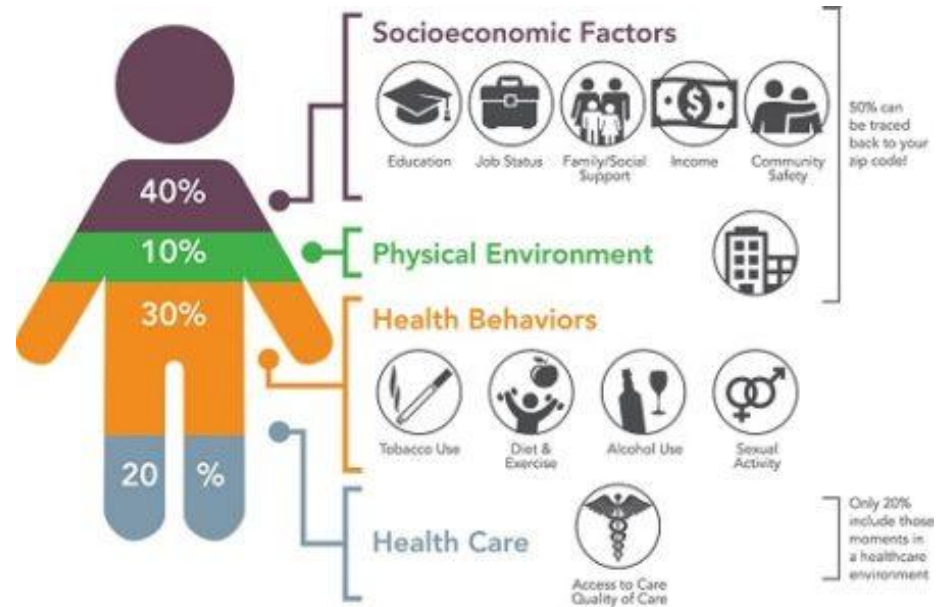 Socioeconomic Factors
Education
Job Status
Family/Social
Support
Income
Community
Safety
50% can
be traced
back to your
zip code!
40%
10%
Physical Environment
30%
Health Behaviors
Tobacco Use
Diet &
Exercise
Alcohol Use
Sexual
Activity
20 %
Health Care
Access to Care
Quality of Care
Only 20%
include those
moments in
a healthcare
environment